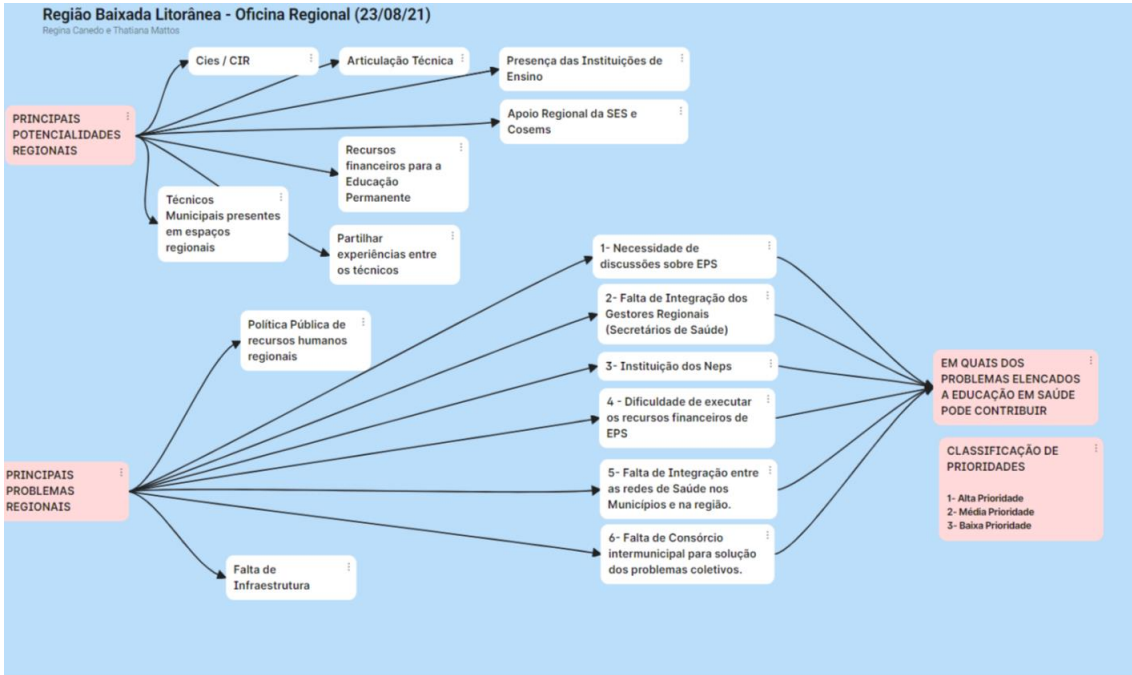 Região Baixada Litorânea - Oficina Regional (23/08/21)
Regina Canedo e Thatiana Mattos
PRINCIPAIS
POTENCIALIDADES
REGIONAIS
Cies / CIR
Articulação Técnica
Presença das Instituições de
Ensino
Apoio Regional da SES e
Cosems
Recursos
financeiros para a
Educação
Permanente
Técnicos
Municipais presentes
em espaços
regionais
Partilhar
experiências entre
os técnicos
PRINCIPAIS
PROBLEMAS
REGIONAIS
Política Pública de
recursos humanos
regionais
Falta de
Infraestrutura
1- Necessidade de
discussões sobre EPS
2- Falta de Integração dos
Gestores Regionais
(Secretários de Saúde)
3- Instituição dos Neps
4 - Dificuldade de executar
os recursos financeiros de
EPS
5- Falta de Integração entre
as redes de Saúde nos
Municípios e na região.
6- Falta de Consórcio
intermunicipal para solução
dos problemas coletivos.
EM QUAIS DOS
PROBLEMAS ELENCADOS
A EDUCAÇÃO EM SAÚDE
PODE CONTRIBUIR
CLASSIFICAÇÃO DE
PRIORIDADES
1- Alta Prioridade
2- Média Prioridade
3- Baixa Prioridade